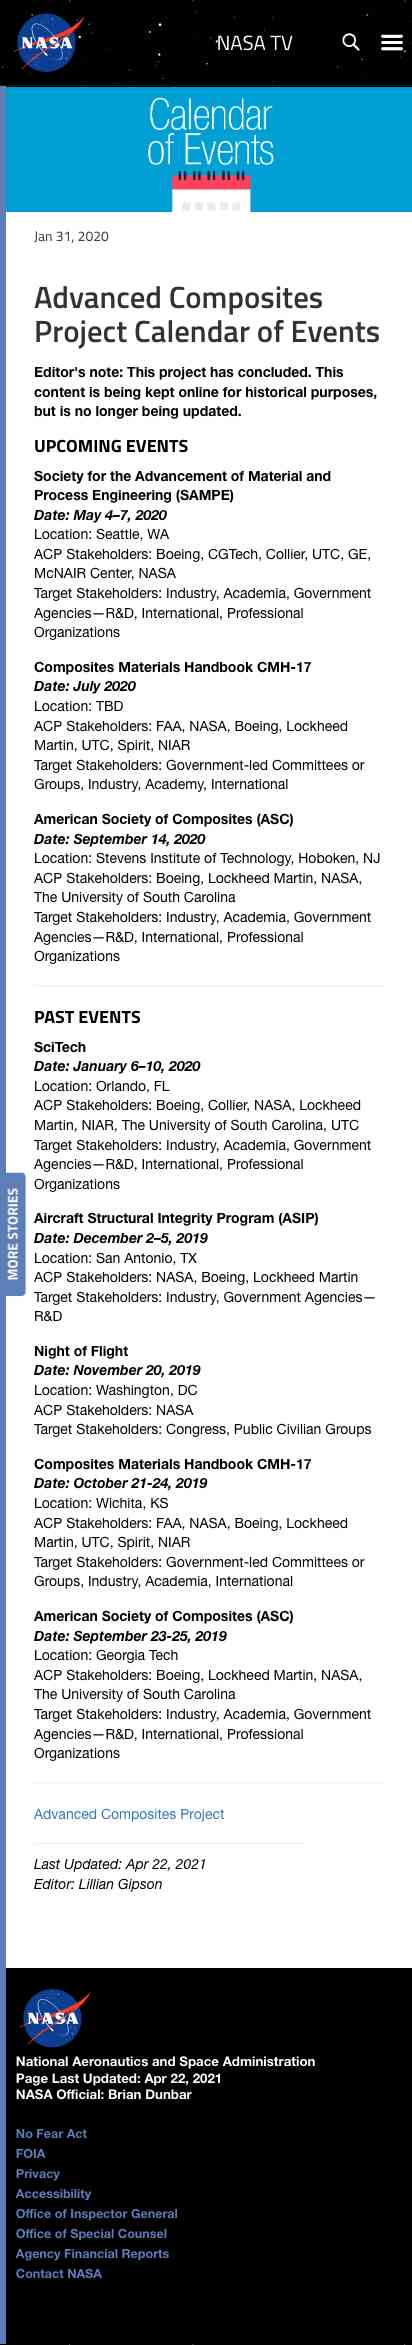 NASA
NASA TV
Calendar
of Events
Jan 31, 2020
Advanced Composites
Project Calendar of Events
Editor's note: This project has concluded. This
content is being kept online for historical purposes,
but is no longer being updated.
UPCOMING EVENTS
Society for the Advancement of Material and
Process Engineering (SAMPE)
Date: May 4–7, 2020
Location: Seattle, WA
ACP Stakeholders: Boeing, CGTech, Collier, UTC, GE,
McNAIR Center, NASA
Target Stakeholders: Industry, Academia, Government
Agencies—R&D, International, Professional
Organizations
Composites Materials Handbook CMH-17
Date: July 2020
Location: TBD
ACP Stakeholders: FAA, NASA, Boeing, Lockheed
Martin, UTC, Spirit, NIAR
Target Stakeholders: Government-led Committees or
Groups, Industry, Academy, International
American Society of Composites (ASC)
Date: September 14, 2020
Location: Stevens Institute of Technology, Hoboken, NJ
ACP Stakeholders: Boeing, Lockheed Martin, NASA,
The University of South Carolina
Target Stakeholders: Industry, Academia, Government
Agencies—R&D, International, Professional
Organizations
PAST EVENTS
SciTech
Date: January 6–10, 2020
Location: Orlando, FL
ACP Stakeholders: Boeing, Collier, NASA, Lockheed
Martin, NIAR, The University of South Carolina, UTC
Target Stakeholders: Industry, Academia, Government
Agencies—R&D, International, Professional
Organizations
MORE STORIES
Aircraft Structural Integrity Program (ASIP)
Date: December 2–5, 2019
Location: San Antonio, TX
ACP Stakeholders: NASA, Boeing, Lockheed Martin
Target Stakeholders: Industry, Government Agencies—
R&D
Night of Flight
Date: November 20, 2019
Location: Washington, DC
ACP Stakeholders: NASA
Target Stakeholders: Congress, Public Civilian Groups
Composites Materials Handbook CMH-17
Date: October 21-24, 2019
Location: Wichita, KS
ACP Stakeholders: FAA, NASA, Boeing, Lockheed
Martin, UTC, Spirit, NIAR
Target Stakeholders: Government-led Committees or
Groups, Industry, Academia, International
American Society of Composites (ASC)
Date: September 23-25, 2019
Location: Georgia Tech
ACP Stakeholders: Boeing, Lockheed Martin, NASA,
The University of South Carolina
Target Stakeholders: Industry, Academia, Government
Agencies—R&D, International, Professional
Organizations
Advanced Composites Project
Last Updated: Apr 22, 2021
Editor: Lillian Gipson
NASA
National Aeronautics and Space Administration
Page Last Updated: Apr 22, 2021
NASA Official: Brian Dunbar
No Fear Act
FOIA
Privacy
Accessibility
Office of Inspector General
Office of Special Counsel
Agency Financial Reports
Contact NASA